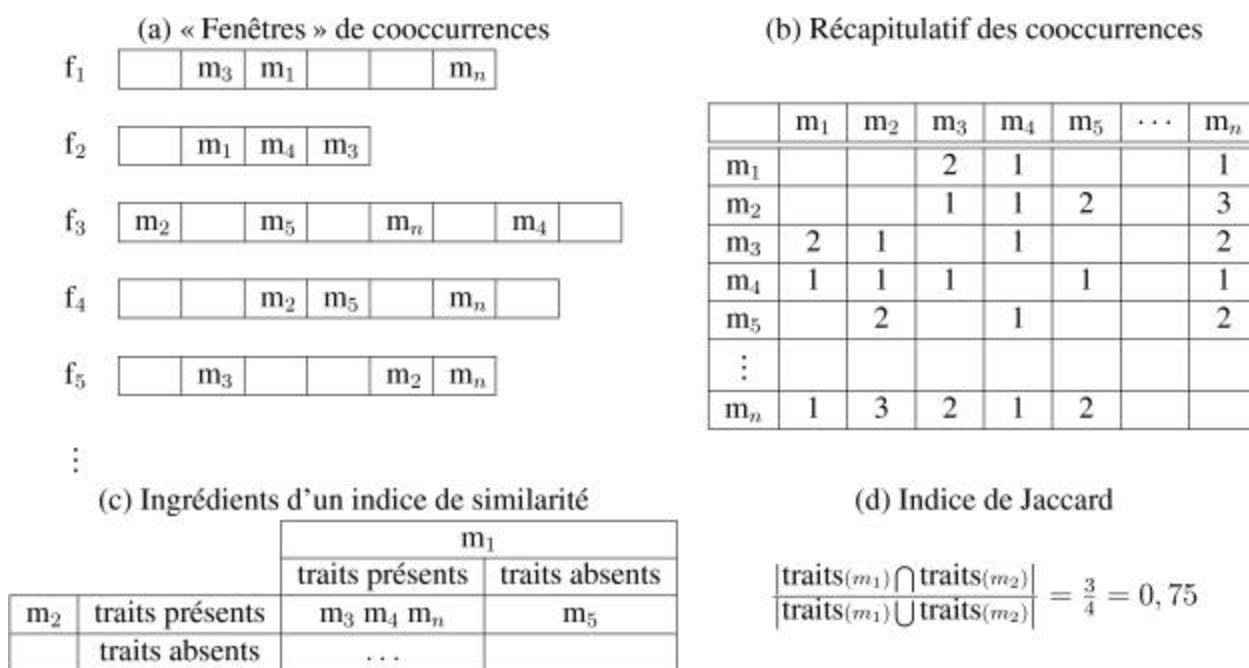 (a) « Fenêtres » de cooccurrences
f₁ m₃ m₁ mₙ
f₂ m₁ m₄ m₃
f₃ m₂ m₅ mₙ m₄
f₄ m₂ m₅ mₙ
f₅ m₃ m₂ mₙ
⋮
(b) Récapitulatif des cooccurrences
m₁ m₂ m₃ m₄ m₅ ⋯ mₙ
m₁ 2 1 1
m₂ 1 1 2 3
m₃ 2 1 1 2
m₄ 1 1 1 1 1
m₅ 2 1 2
⋮
mₙ 1 3 2 1 2
(c) Ingrédients d'un indice de similarité
m₁
traits présents traits absents
m₂ traits présents m₃ m₄ mₙ m₅
traits absents ...
(d) Indice de Jaccard
|traits(m₁) ⋂ traits(m₂)| / |traits(m₁) ⋃ traits(m₂)| = 3/4 = 0, 75